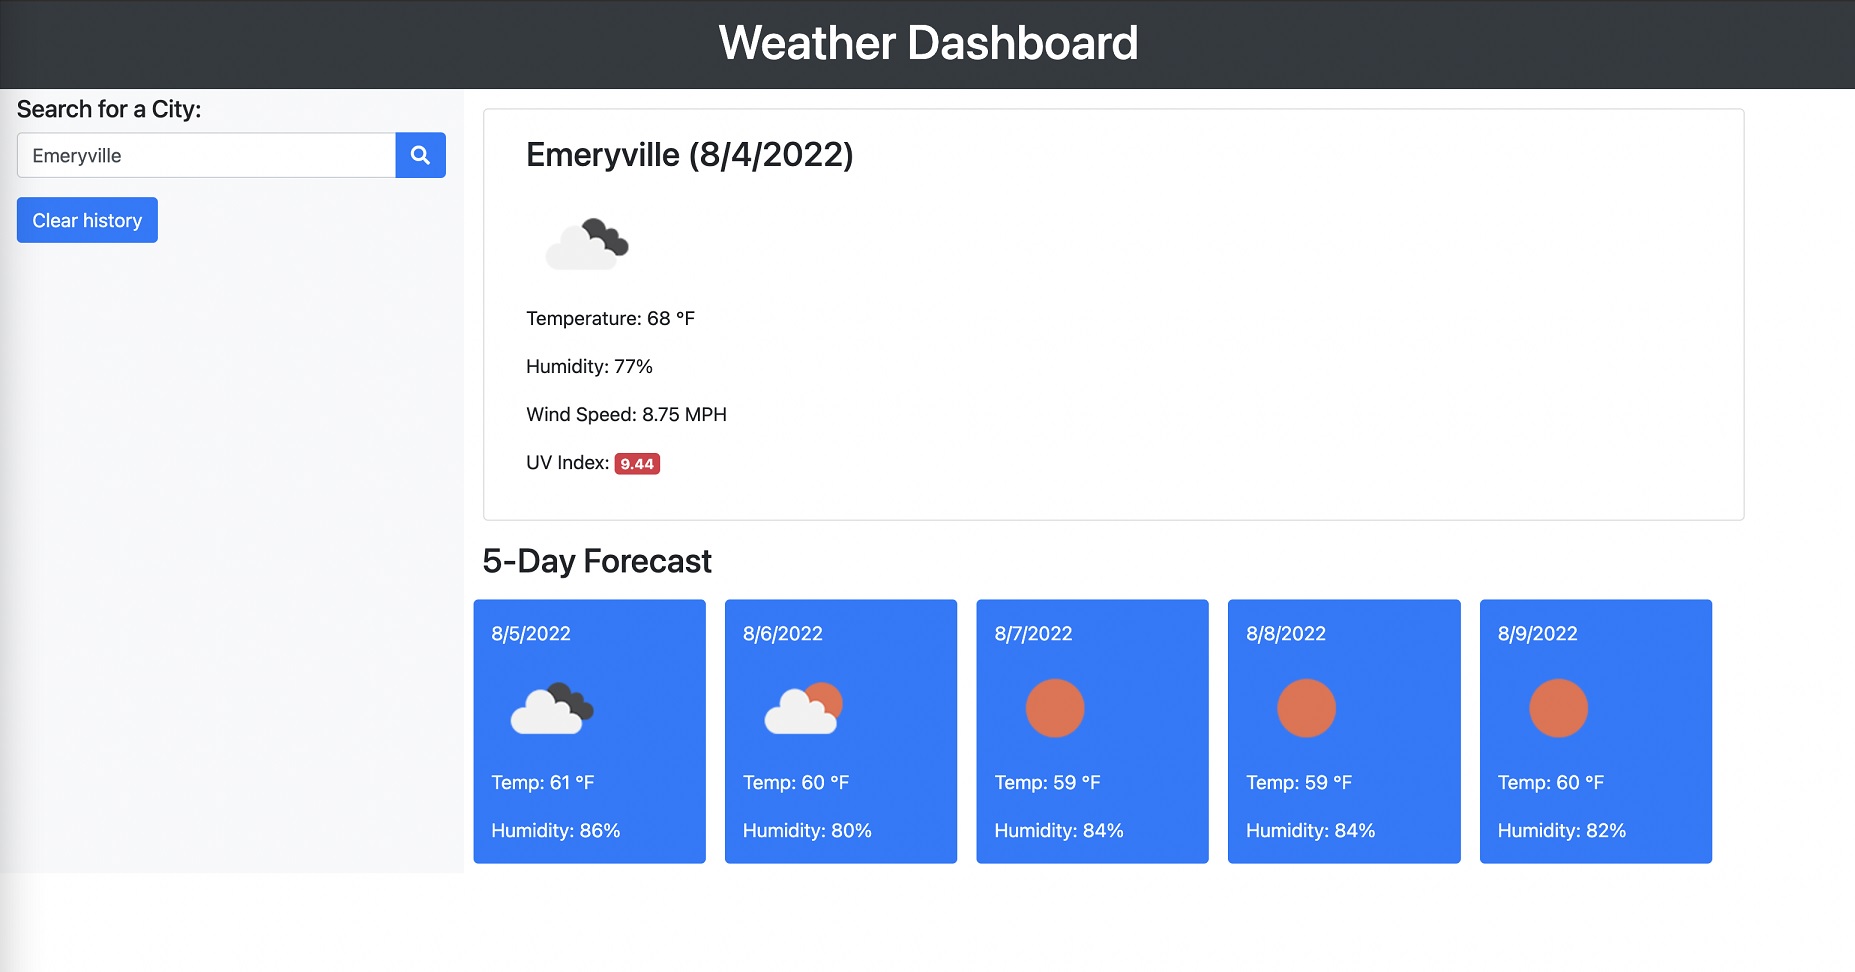 Weather Dashboard
Search for a City:
Emeryville
Clear history
Emeryville (8/4/2022)
Temperature: 68 °F
Humidity: 77%
Wind Speed: 8.75 MPH
UV Index: 9.44
5-Day Forecast
8/5/2022
Temp: 61 °F
Humidity: 86%
8/6/2022
Temp: 60 °F
Humidity: 80%
8/7/2022
Temp: 59 °F
Humidity: 84%
8/8/2022
Temp: 59 °F
Humidity: 84%
8/9/2022
Temp: 60 °F
Humidity: 82%